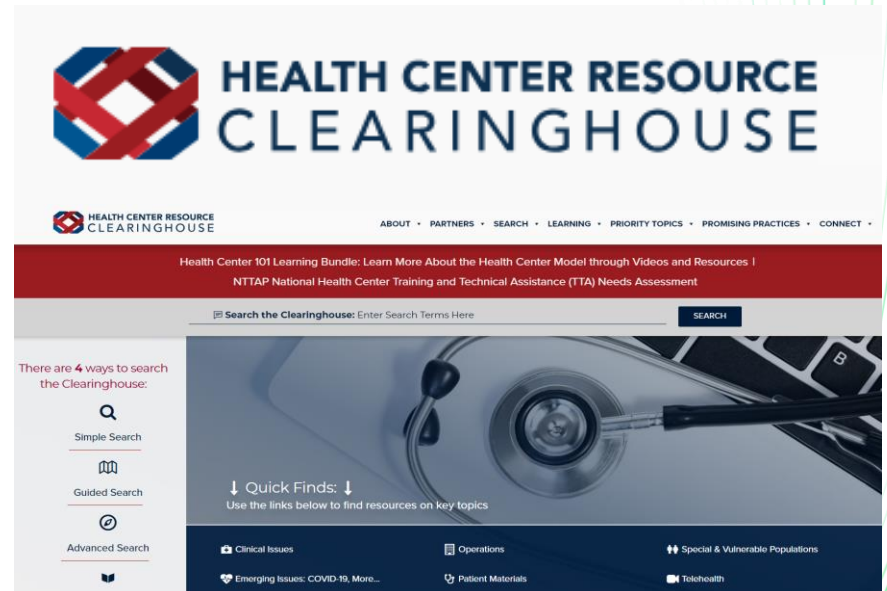 HEALTH CENTER RESOURCE
CLEARINGHOUSE
HEALTH CENTER RESOURCE
CLEARINGHOUSE
ABOUT • PARTNERS • SEARCH • LEARNING • PRIORITY TOPICS • PROMISING PRACTICES • CONNECT •
Health Center 101 Learning Bundle: Learn More About the Health Center Model through Videos and Resources |
NTTAP National Health Center Training and Technical Assistance (TTA) Needs Assessment
Search the Clearinghouse: Enter Search Terms Here
SEARCH
There are 4 ways to search
the Clearinghouse:
Simple Search
Guided Search
Advanced Search
B
↓ Quick Finds: ↓
Use the links below to find resources on key topics
Clinical Issues
Operations
Special & Vulnerable Populations
Emerging Issues: COVID-19, More...
Patient Materials
Telehealth